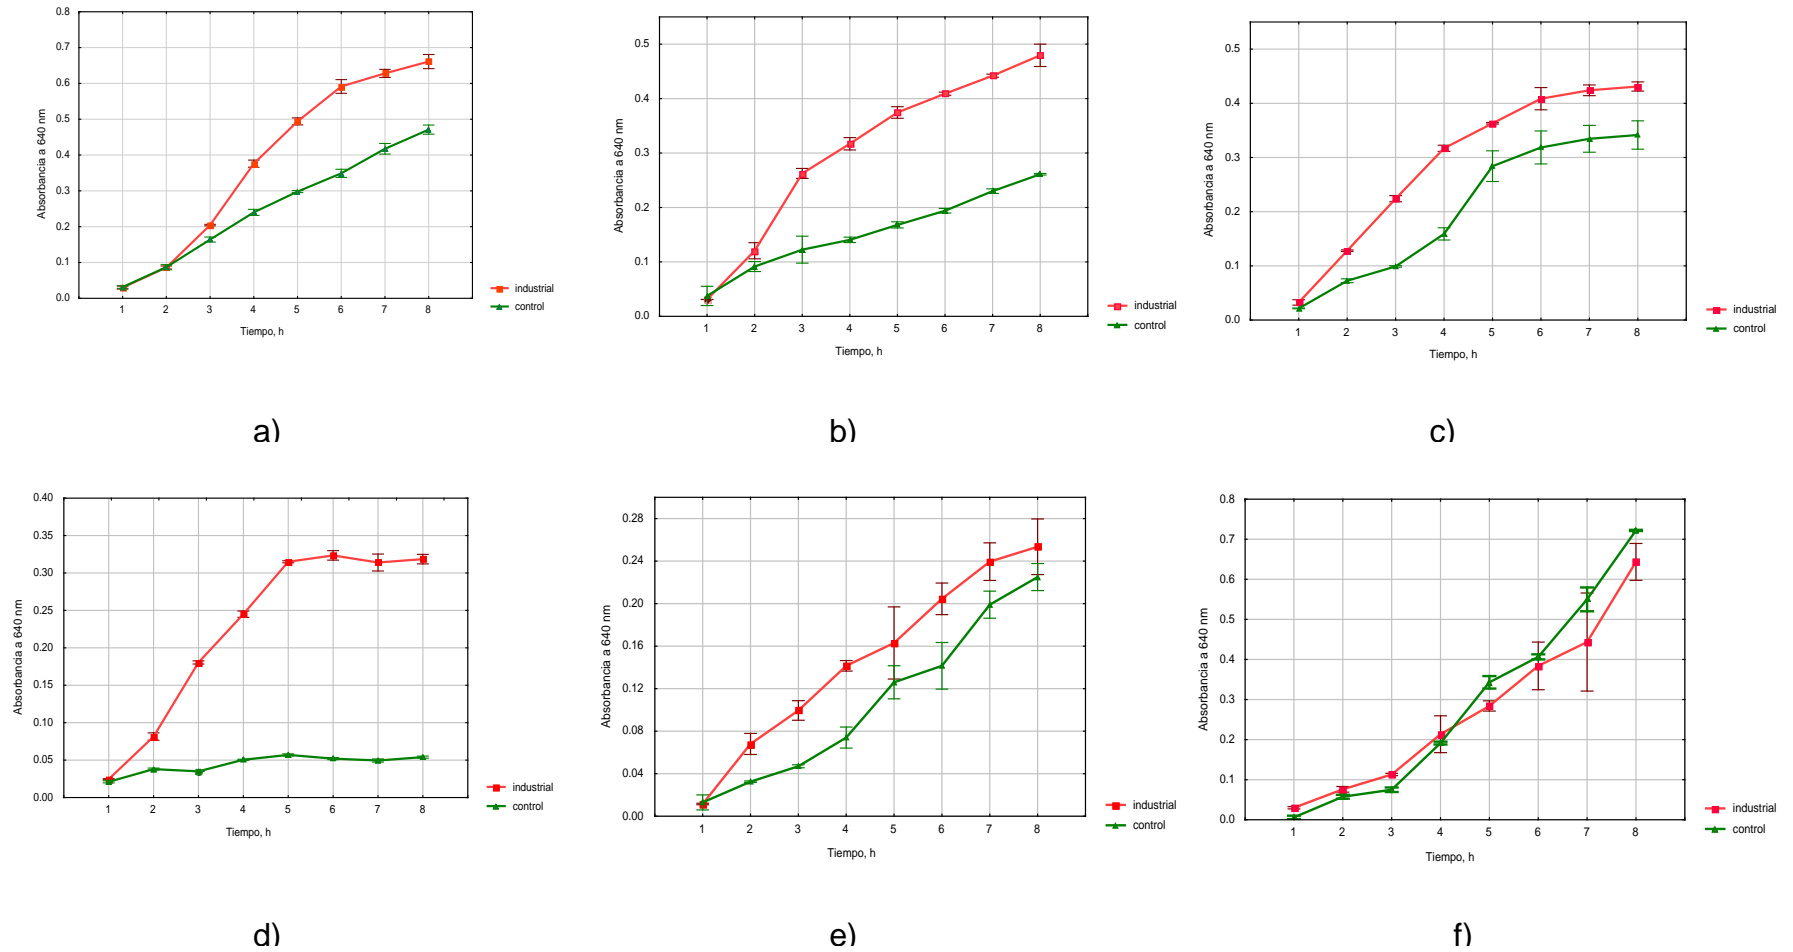 0.8
0.7
0.6
0.5
0.4
0.3
0.2
0.1
0.0
Absorbancia a 640 nm
1 2 3 4 5 6 7 8
Tiempo, h
industrial
control
a)
0.5
0.4
0.3
0.2
0.1
0.0
Absorbancia a 640 nm
1 2 3 4 5 6 7 8
Tiempo, h
industrial
control
b)
0.5
0.4
0.3
0.2
0.1
0.0
Absorbancia a 640 nm
1 2 3 4 5 6 7 8
Tiempo, h
industrial
control
c)
0.40
0.35
0.30
0.25
0.20
0.15
0.10
0.05
0.00
Absorbancia a 640 nm
1 2 3 4 5 6 7 8
Tiempo, h
industrial
control
d)
0.28
0.24
0.20
0.16
0.12
0.08
0.04
0.00
Absorbancia a 640 nm
1 2 3 4 5 6 7 8
Tiempo, h
industrial
control
e)
0.8
0.7
0.6
0.5
0.4
0.3
0.2
0.1
0.0
Absorbancia a 640 nm
1 2 3 4 5 6 7 8
Tiempo, h
industrial
control
f)